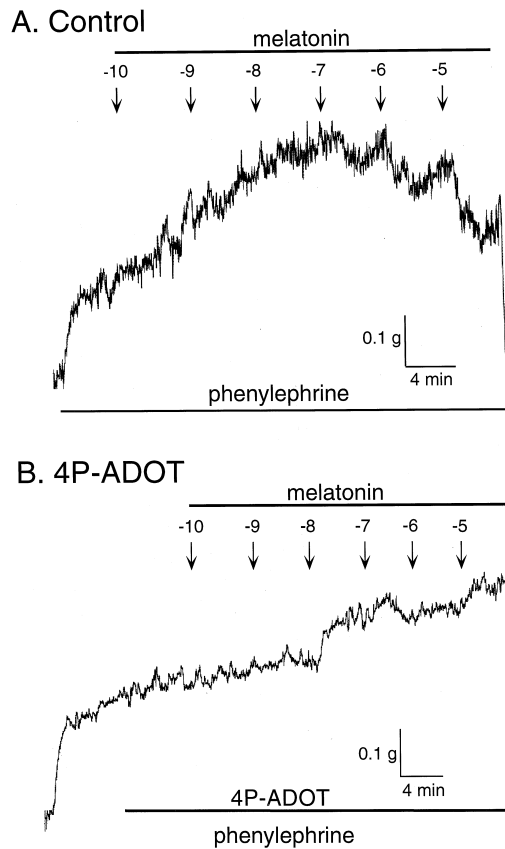 A. Control
melatonin
-10 -9 -8 -7 -6 -5
0.1 g
4 min
phenylephrine
B. 4P-ADOT
melatonin
-10 -9 -8 -7 -6 -5
0.1 g
4 min
4P-ADOT
phenylephrine